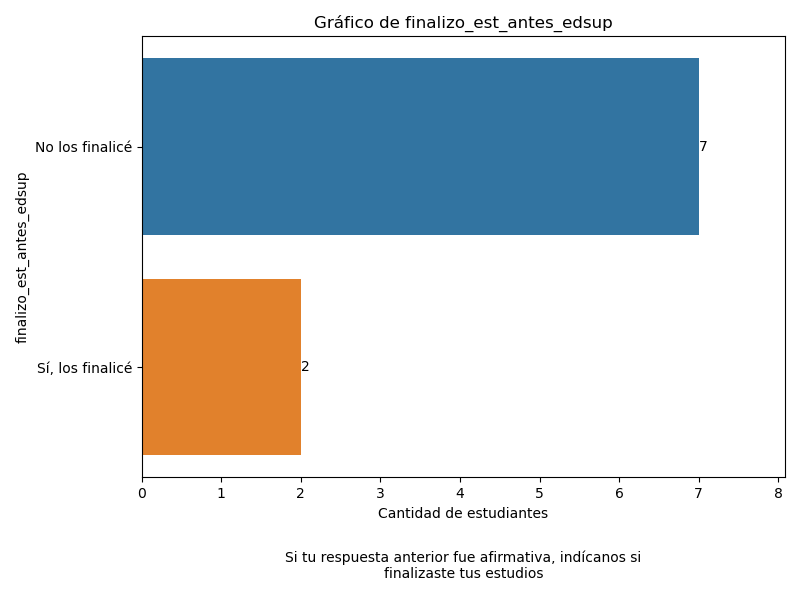 Gráfico de finalizo_est_antes_edsup
finalizo_est_antes_edsup
No los finalicé
7
Sí, los finalicé
2
0 1 2 3 4 5 6 7 8
Cantidad de estudiantes
Si tu respuesta anterior fue afirmativa, indícanos si
finalizaste tus estudios